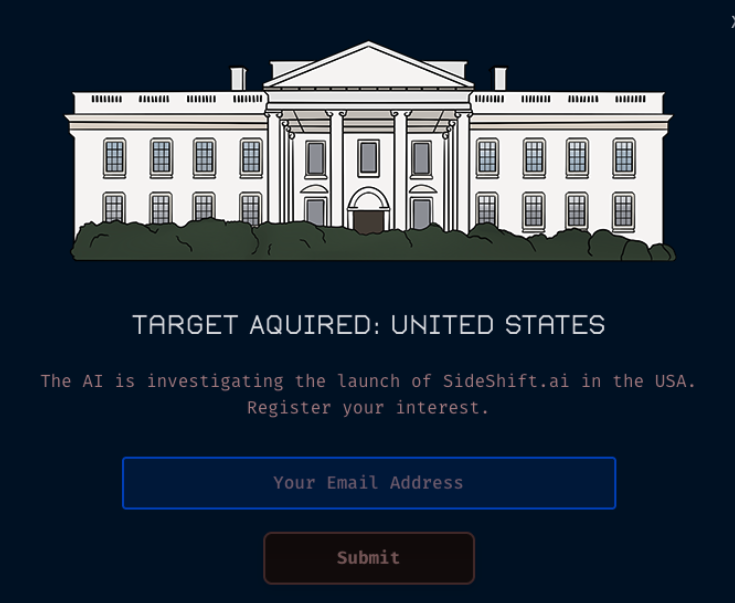 TARGET AQUIRED: UNITED STATES
The AI is investigating the launch of SideShift.ai in the USA.
Register your interest.
Your Email Address
Submit